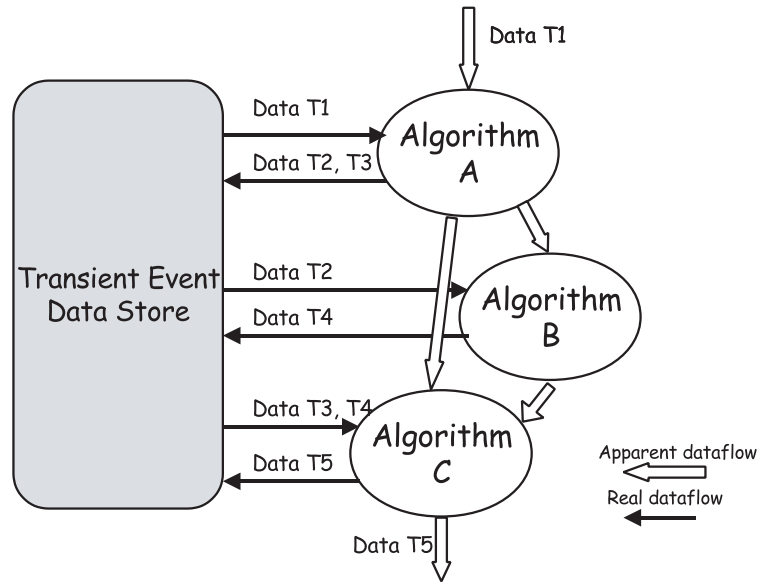 Data T1
Data T1
Algorithm
A
Data T2, T3
Transient Event
Data Store
Data T2
Algorithm
B
Data T4
Data T3, T4
Algorithm
C
Data T5
Apparent dataflow
Real dataflow
Data T5